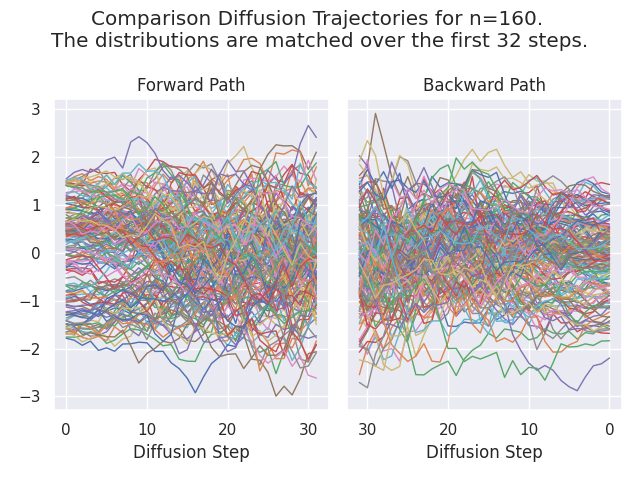 Comparison Diffusion Trajectories for n=160.
The distributions are matched over the first 32 steps.
Forward Path
Backward Path
3
2
1
0
−1
−2
−3
0 10 20 30
30 20 10 0
Diffusion Step
Diffusion Step